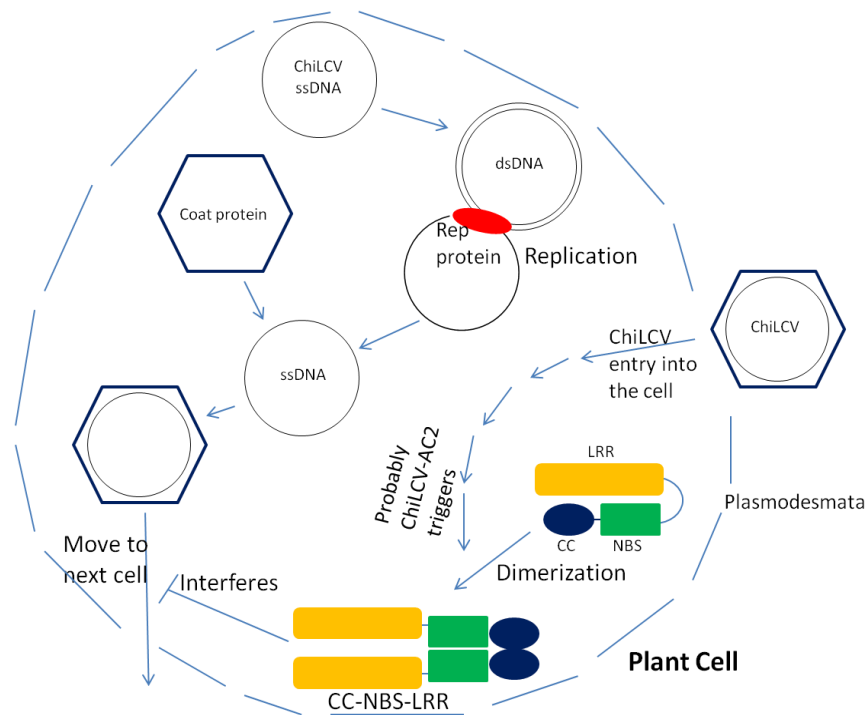 ChiLCV
ssDNA
dsDNA
Coat protein
Rep
protein
Replication
ssDNA
ChiLCV
ChiLCV
entry into
the cell
Probably
ChiLCV-AC2
triggers
LRR
CC
NBS
Plasmodesmata
Dimerization
Move to
next cell
Interferes
CC-NBS-LRR
Plant Cell